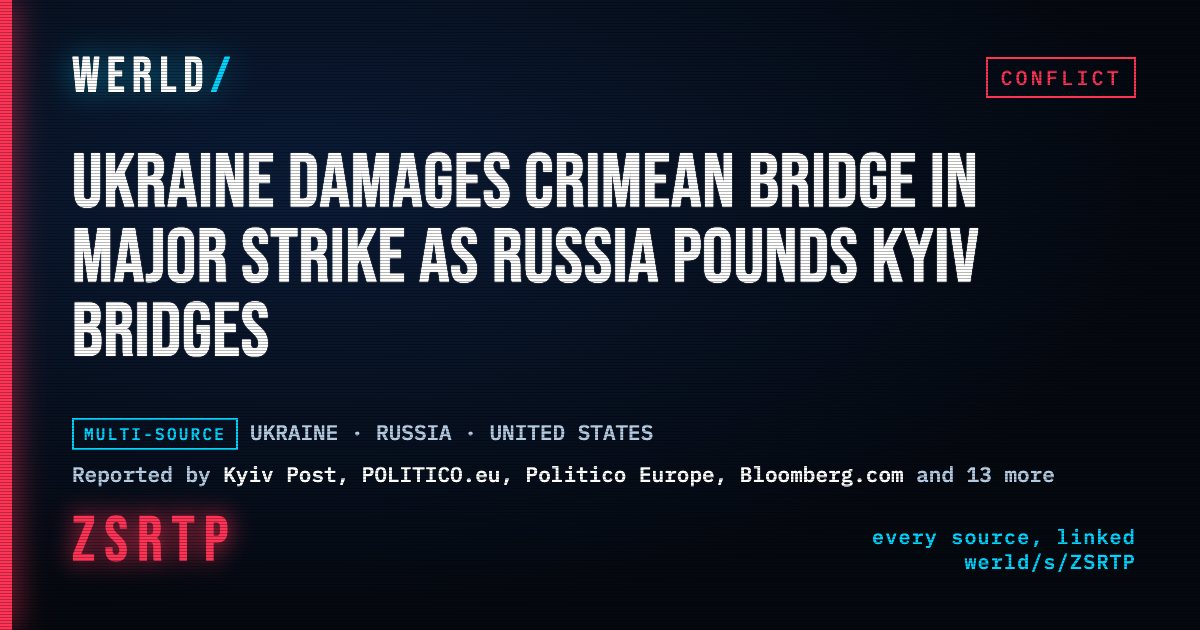 WERLD/
CONFLICT
UKRAINE DAMAGES CRIMEAN BRIDGE IN
MAJOR STRIKE AS RUSSIA POUNDS KYIV
BRIDGES
MULTI-SOURCE UKRAINE · RUSSIA · UNITED STATES
Reported by Kyiv Post, POLITICO.eu, Politico Europe, Bloomberg.com and 13 more
ZSRTP
every source, linked
werld/s/ZSRTP